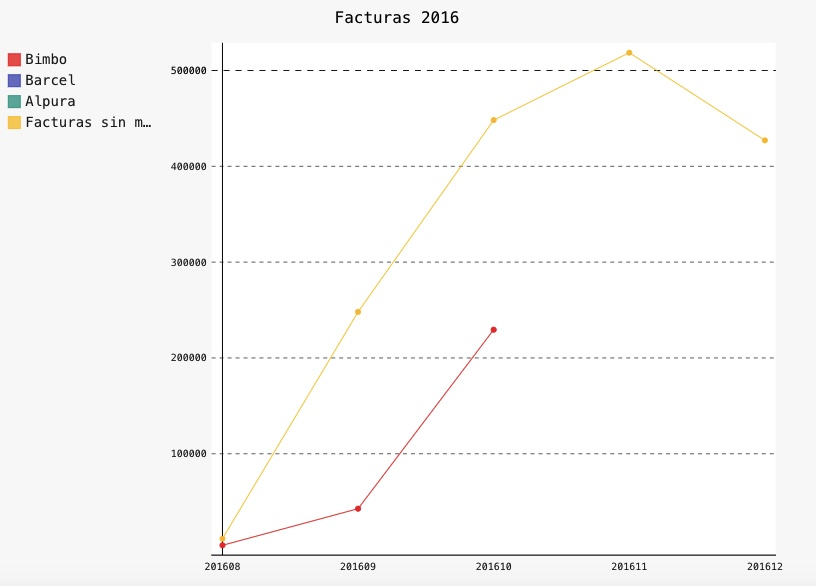 Facturas 2016
Bimbo
Barcel
Alpura
Facturas sin m…
500000
400000
300000
200000
100000
201608 201609 201610 201611 201612